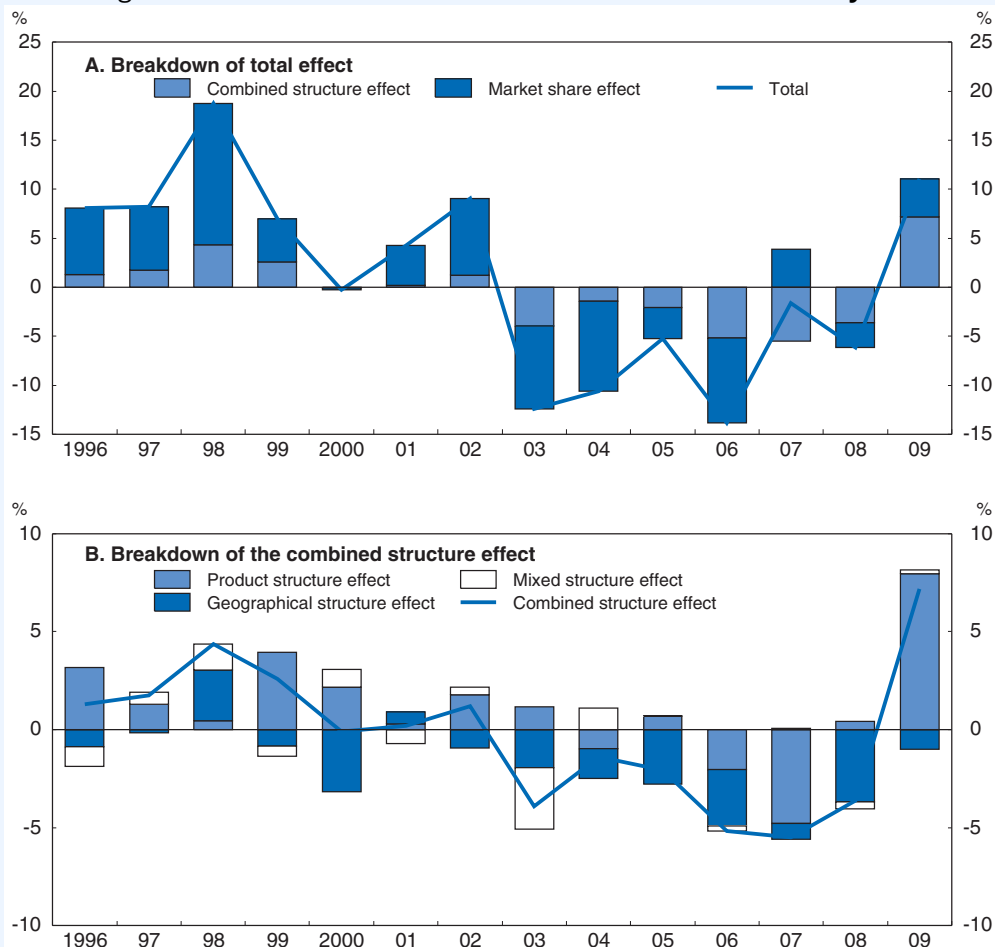 %
%
25
25
A. Breakdown of total effect
Combined structure effect
Market share effect
Total
20
20
15
15
10
10
5
5
0
0
-5
-5
-10
-10
-15
-15
1996 97 98 99 2000 01 02 03 04 05 06 07 08 09
%
%
10
10
B. Breakdown of the combined structure effect
Product structure effect
Mixed structure effect
Geographical structure effect
Combined structure effect
5
5
0
0
-5
-5
-10
-10
1996 97 98 99 2000 01 02 03 04 05 06 07 08 09